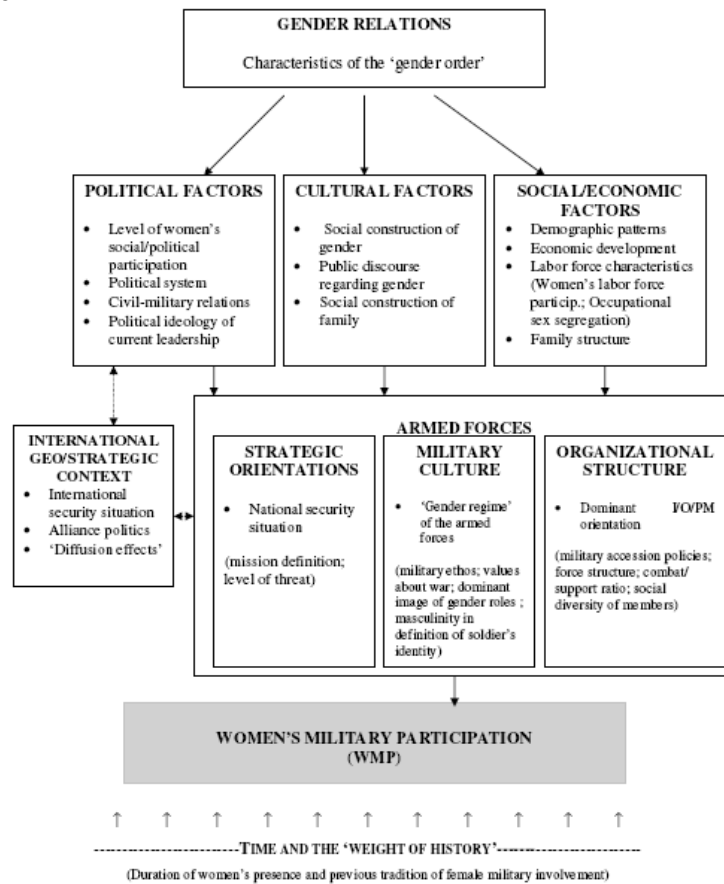 GENDER RELATIONS
Characteristics of the 'gender order'
POLITICAL FACTORS
• Level of women's
social/political
participation
• Political system
• Civil-military relations
• Political ideology of
current leadership
CULTURAL FACTORS
• Social construction of
gender
• Public discourse
regarding gender
• Social construction of
family
SOCIAL/ECONOMIC
FACTORS
• Demographic patterns
• Economic development
• Labor force characteristics
(Women's labor force
particip.; Occupational
sex segregation)
• Family structure
INTERNATIONAL
GEO/STRATEGIC
CONTEXT
• International
security situation
• Alliance politics
• 'Diffusion effects'
ARMED FORCES
STRATEGIC
ORIENTATIONS
• National security
situation
(mission definition;
level of threat)
MILITARY
CULTURE
• 'Gender regime' of
the armed
forces
(military ethos; values
about war; dominant
image of gender roles ;
masculinity in
definition of soldier's
identity)
ORGANIZATIONAL
STRUCTURE
• Dominant I/O/PM
orientation
(military accession policies;
force structure; combat/
support ratio; social
diversity of members)
WOMEN'S MILITARY PARTICIPATION
(WMP)
TIME AND THE 'WEIGHT OF HISTORY'
(Duration of women's presence and previous tradition of female military involvement)